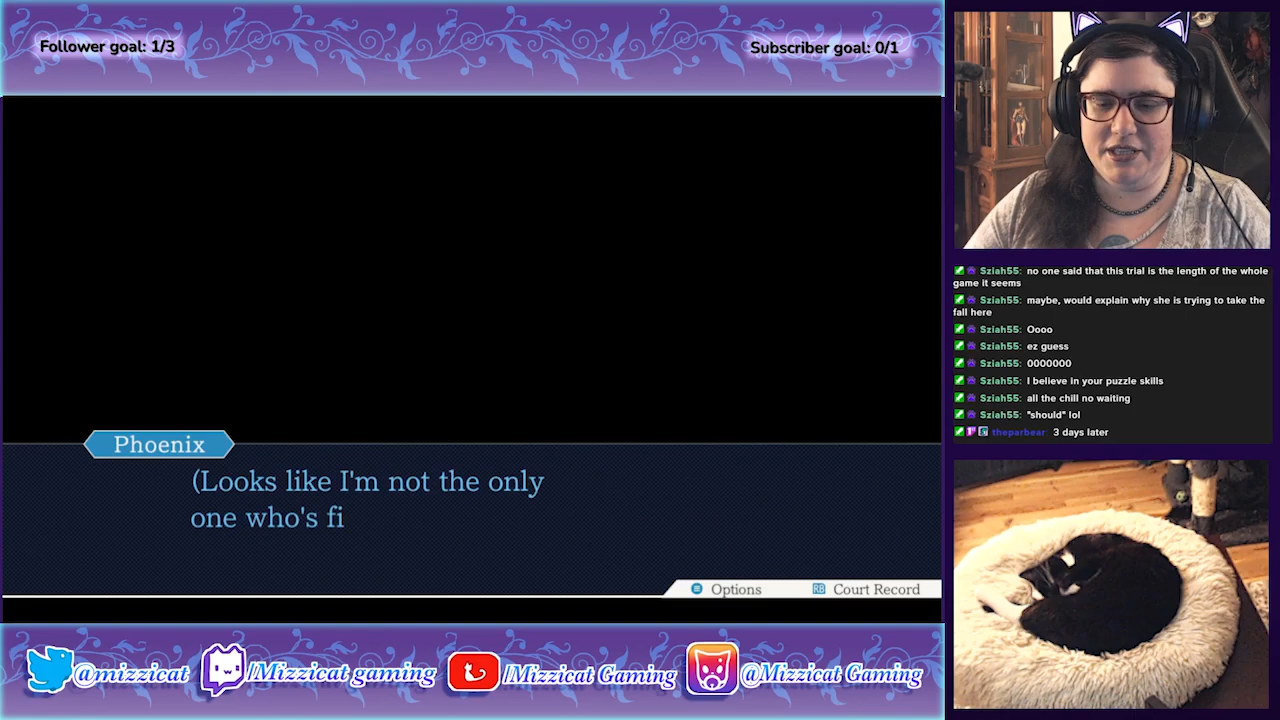 Follower goal: 1/3
Subscriber goal: 0/1
Phoenix
(Looks like I'm not the only
one who's fi
Options
RB Court Record
@mizzicat
/Mizzicat gaming
/Mizzicat Gaming
@Mizzicat Gaming
Sziah55: no one said that this trial is the length of the whole
game it seems
Sziah55: maybe, would explain why she is trying to take the
fall here
Sziah55: Oooo
Sziah55: ez guess
Sziah55: 0000000
Sziah55: I believe in your puzzle skills
Sziah55: all the chill no waiting
Sziah55: "should" lol
theparbear: 3 days later